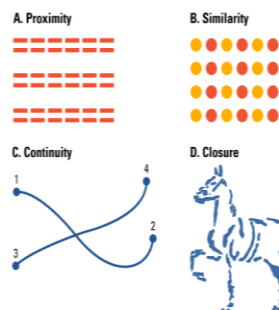 A. Proximity
B. Similarity
C. Continuity
D. Closure
1
4
2
3